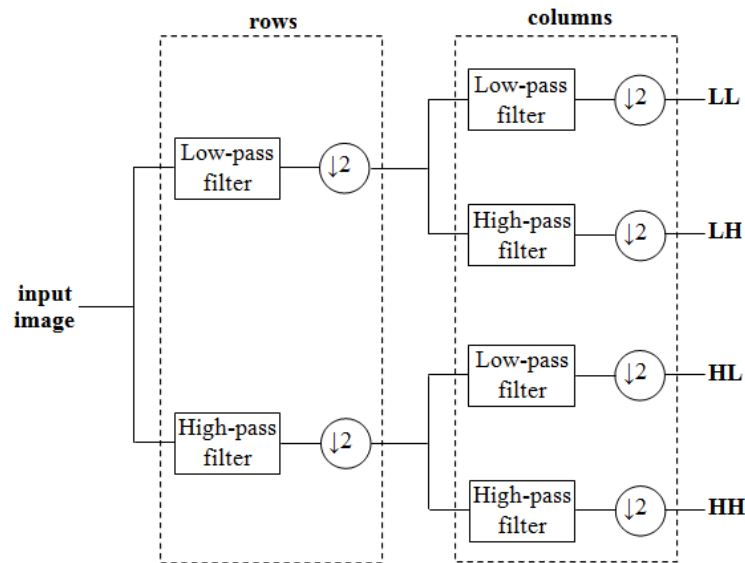 rows
columns
Low-pass
filter
↓2
LL
Low-pass
filter
↓2
High-pass
filter
↓2
LH
input
image
Low-pass
filter
↓2
HL
High-pass
filter
↓2
High-pass
filter
↓2
HH